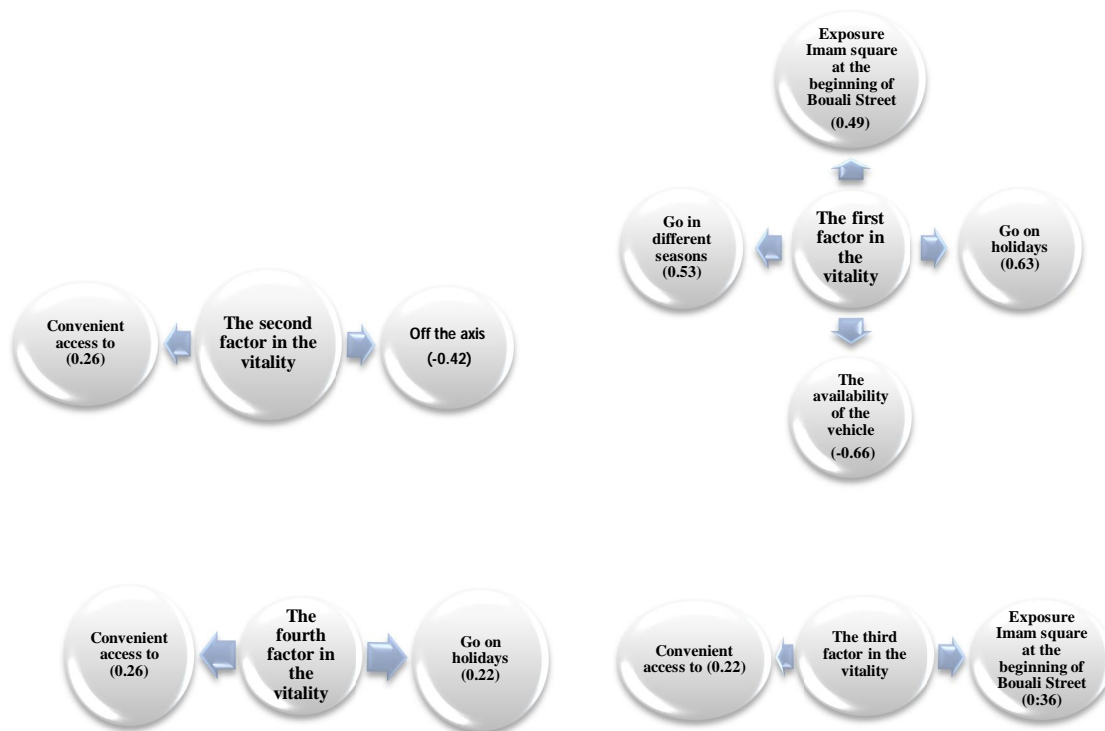 Exposure
Imam square
at the
beginning of
Bouali Street
(0.49)
Go in
different
seasons
(0.53)
The first
factor in
the
vitality
Go on
holidays
(0.63)
The
availability
of the
vehicle
(-0.66)
Convenient
access to
(0.26)
The second
factor in the
vitality
Off the axis
(-0.42)
Convenient
access to
(0.26)
The
fourth
factor in
the
vitality
Go on
holidays
(0.22)
Convenient
access to (0.22)
The third
factor in the
vitality
Exposure
Imam square
at the
beginning of
Bouali Street
(0:36)